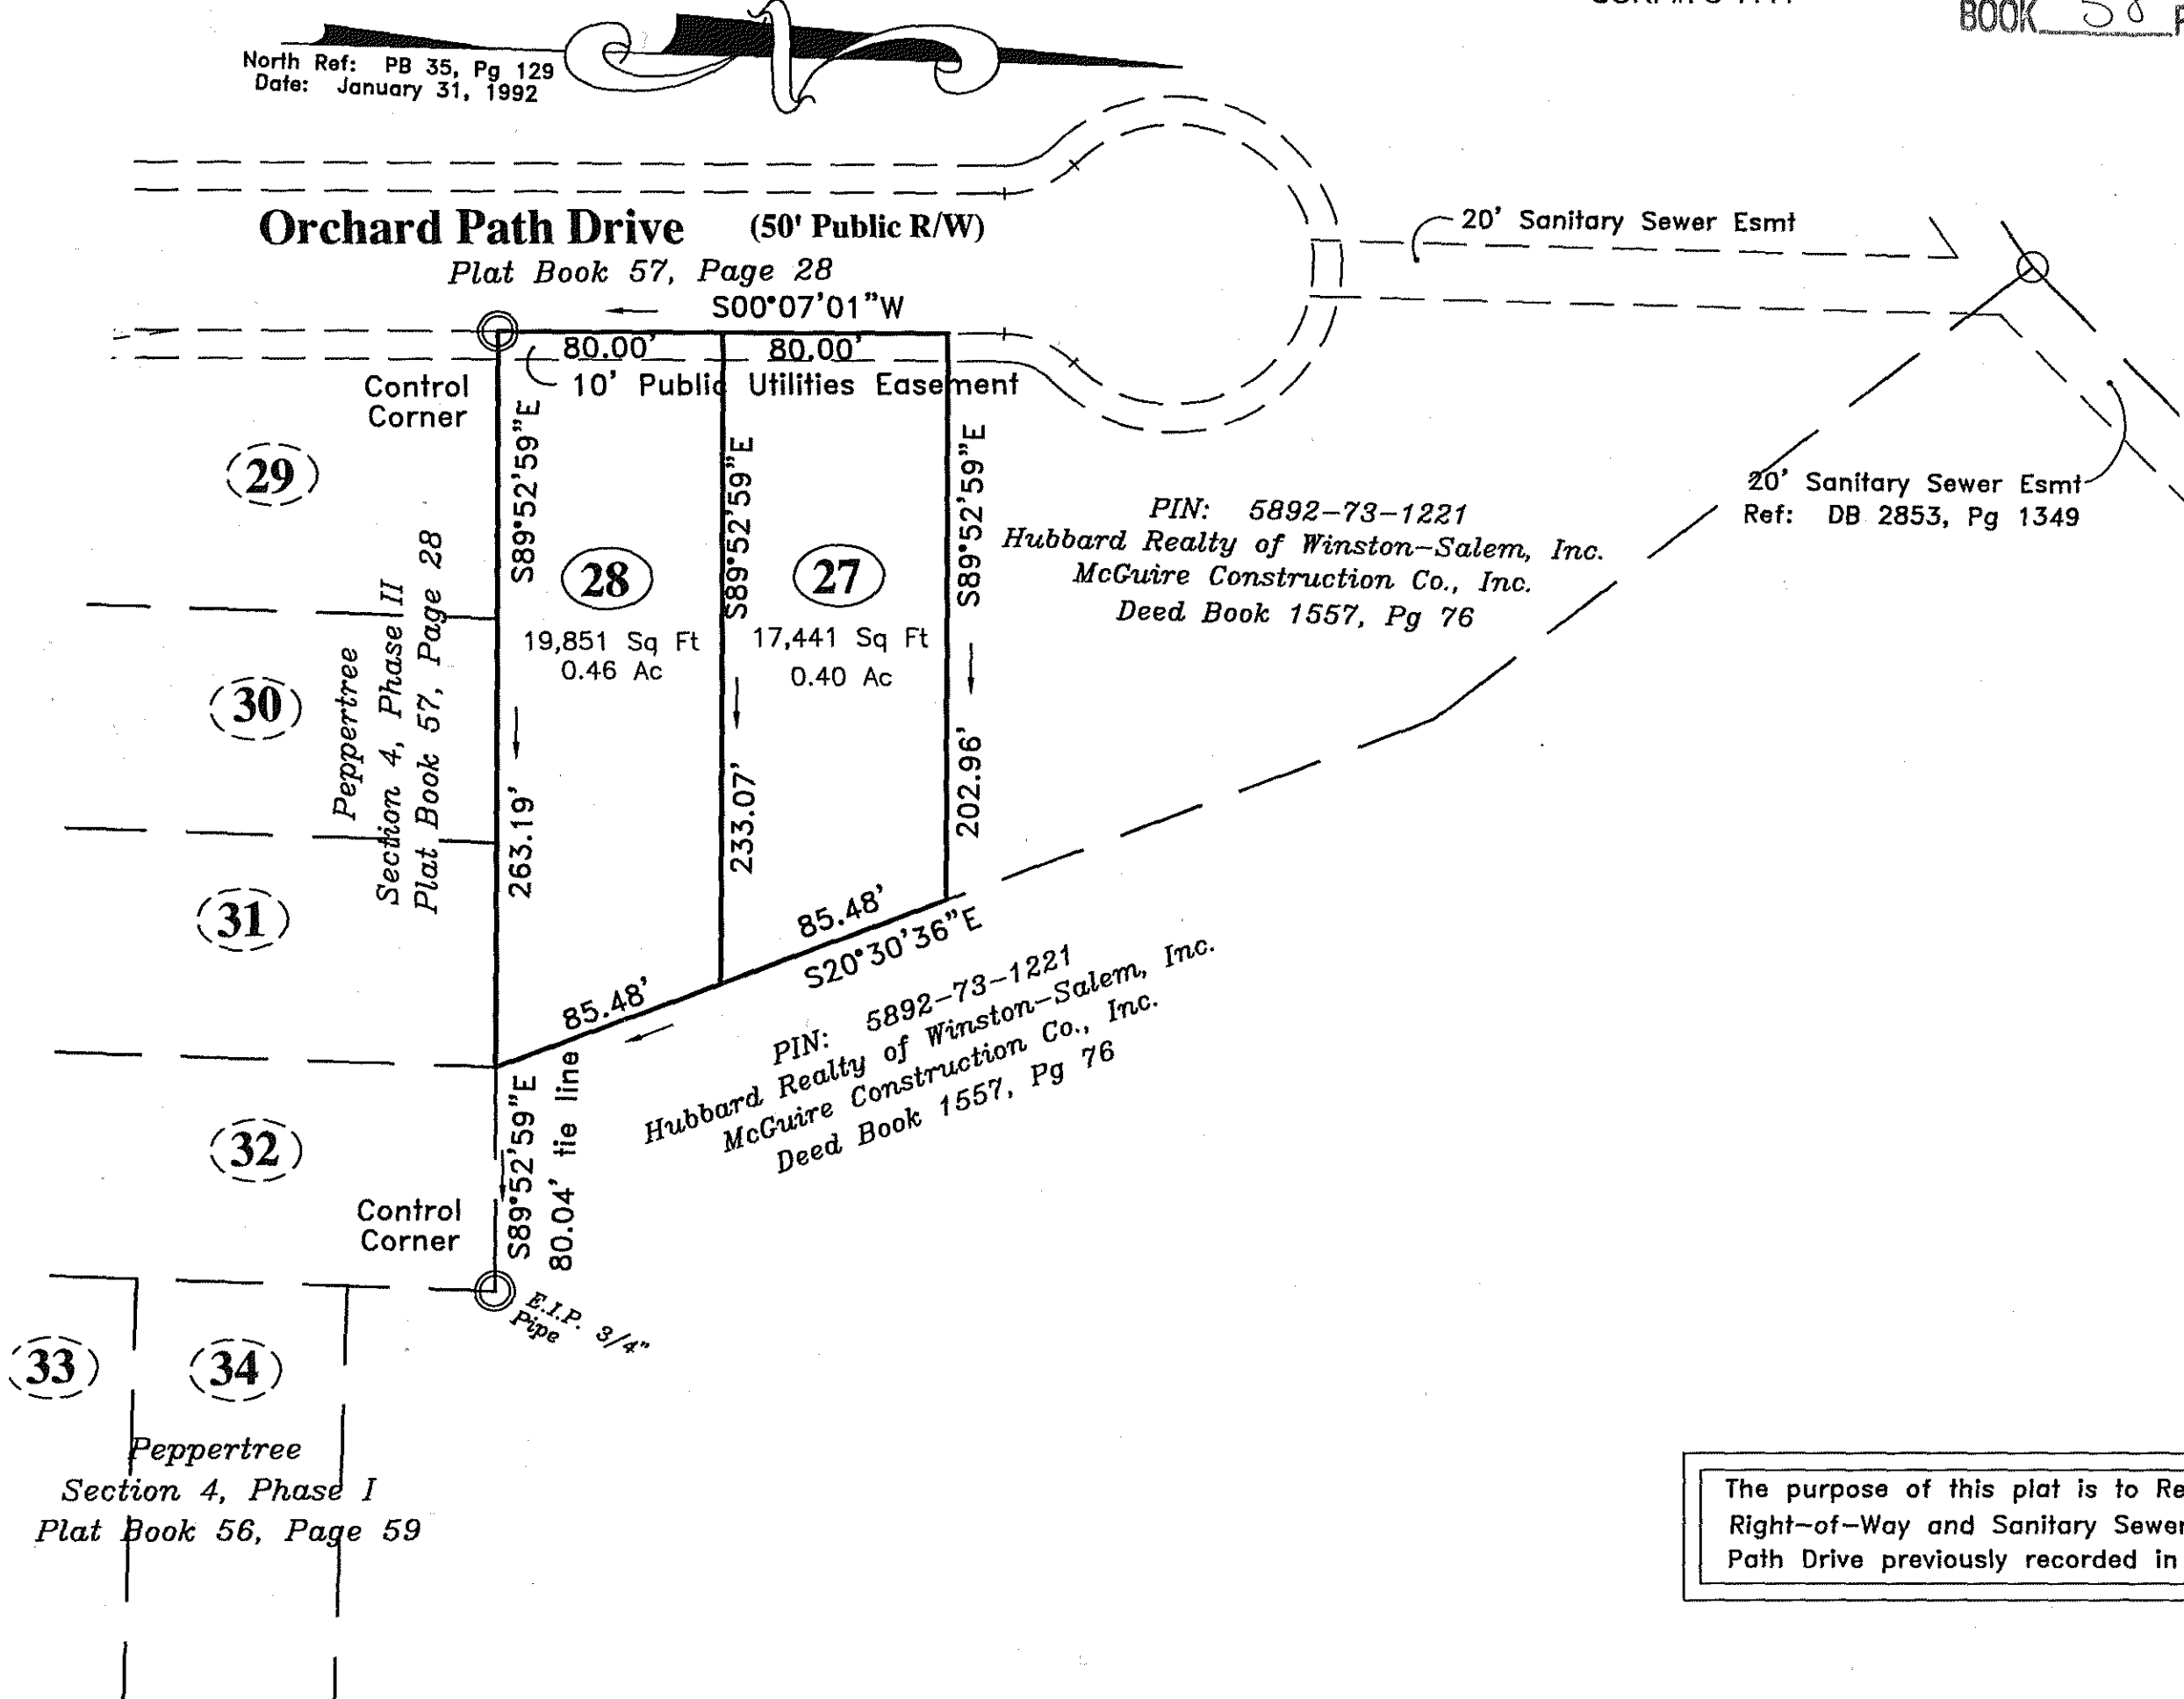 BOOK 58
North Ref: PB 35, Pg 129
Date: January 31, 1992
Orchard Path Drive (50' Public R/W)
Plat Book 57, Page 28
S00°07'01"W
80.00' 80.00'
10' Public Utilities Easement
Control
Corner
20' Sanitary Sewer Esmt
20' Sanitary Sewer Esmt
Ref: DB 2853, Pg 1349
29
30
31
32
33
34
Peppertree
Section 4, Phase II
Plat Book 57, Page 28
S89°52'59"E
263.19'
28
19,851 Sq Ft
0.46 Ac
S89°52'59"E
233.07'
27
17,441 Sq Ft
0.40 Ac
S89°52'59"E
202.96'
PIN: 5892-73-1221
Hubbard Realty of Winston-Salem, Inc.
McGuire Construction Co., Inc.
Deed Book 1557, Pg 76
85.48'
85.48'
S20°30'36"E
PIN: 5892-73-1221
Hubbard Realty of Winston-Salem, Inc.
McGuire Construction Co., Inc.
Deed Book 1557, Pg 76
S89°52'59"E
80.04' tie line
Control
Corner
E.I.P. 3/4"
Pipe
Peppertree
Section 4, Phase I
Plat Book 56, Page 59
The purpose of this plat is to Re
Right-of-Way and Sanitary Sewer
Path Drive previously recorded in